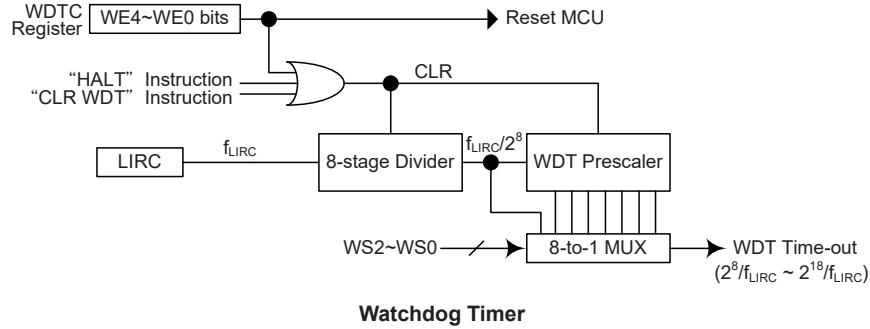 WDTC
Register
WE4~WE0 bits
Reset MCU
“HALT” Instruction
“CLR WDT” Instruction
CLR
LIRC
fLIRC
8-stage Divider
fLIRC/2⁸
WDT Prescaler
WS2~WS0
8-to-1 MUX
WDT Time-out
(2⁸/fLIRC ~ 2¹⁸/fLIRC)
Watchdog Timer